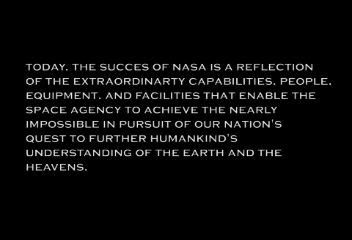 TODAY, THE SUCCES OF NASA IS A REFLECTION
OF THE EXTRAORDINARTY CAPABILITIES, PEOPLE,
EQUIPMENT, AND FACILITIES THAT ENABLE THE
SPACE AGENCY TO ACHIEVE THE NEARLY
IMPOSSIBLE IN PURSUIT OF OUR NATION'S
QUEST TO FURTHER HUMANKIND'S
UNDERSTANDING OF THE EARTH AND THE
HEAVENS.